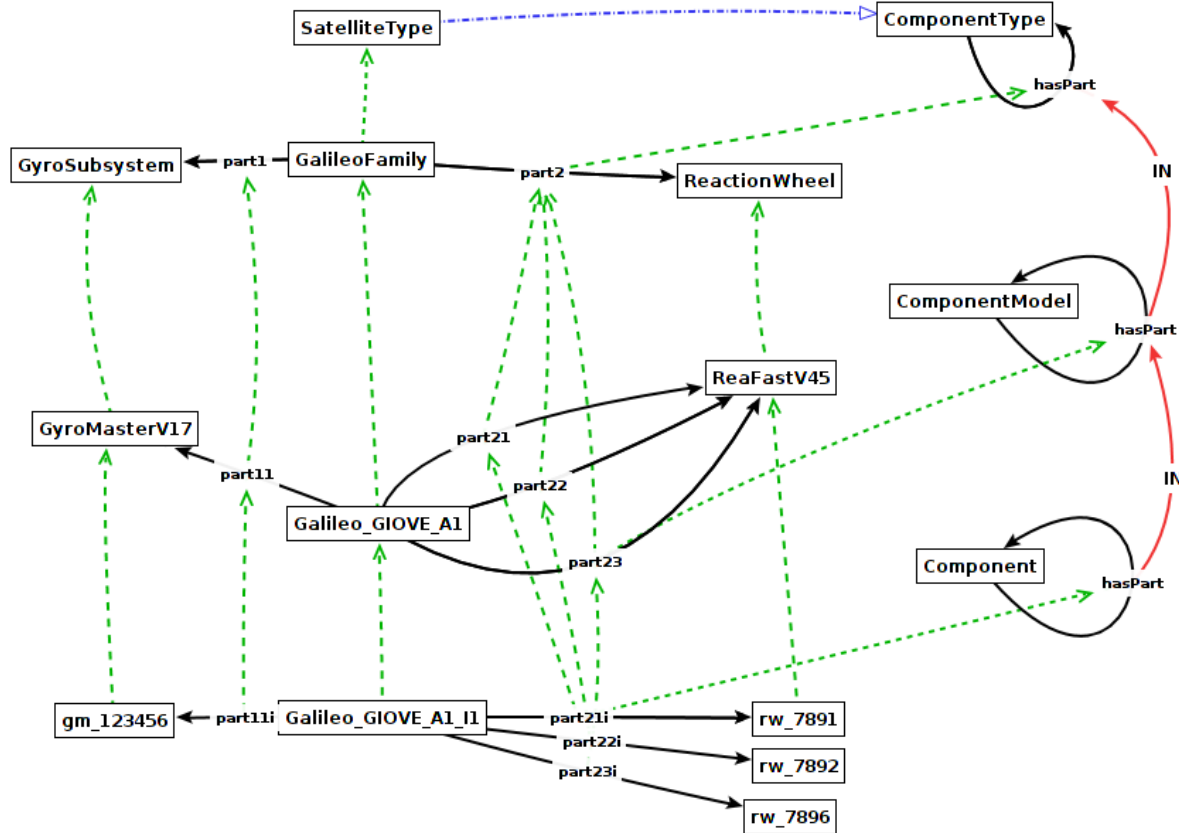 SatelliteType
ComponentType
hasPart
GyroSubsystem
part1
GalileoFamily
part2
ReactionWheel
IN
ComponentModel
hasPart
ReaFastV45
GyroMasterV17
part11
part21
part22
Galileo_GIOVE_A1
part23
IN
Component
hasPart
gm_123456
part11i
Galileo_GIOVE_A1_I1
part21i
rw_7891
part22i
rw_7892
part23i
rw_7896